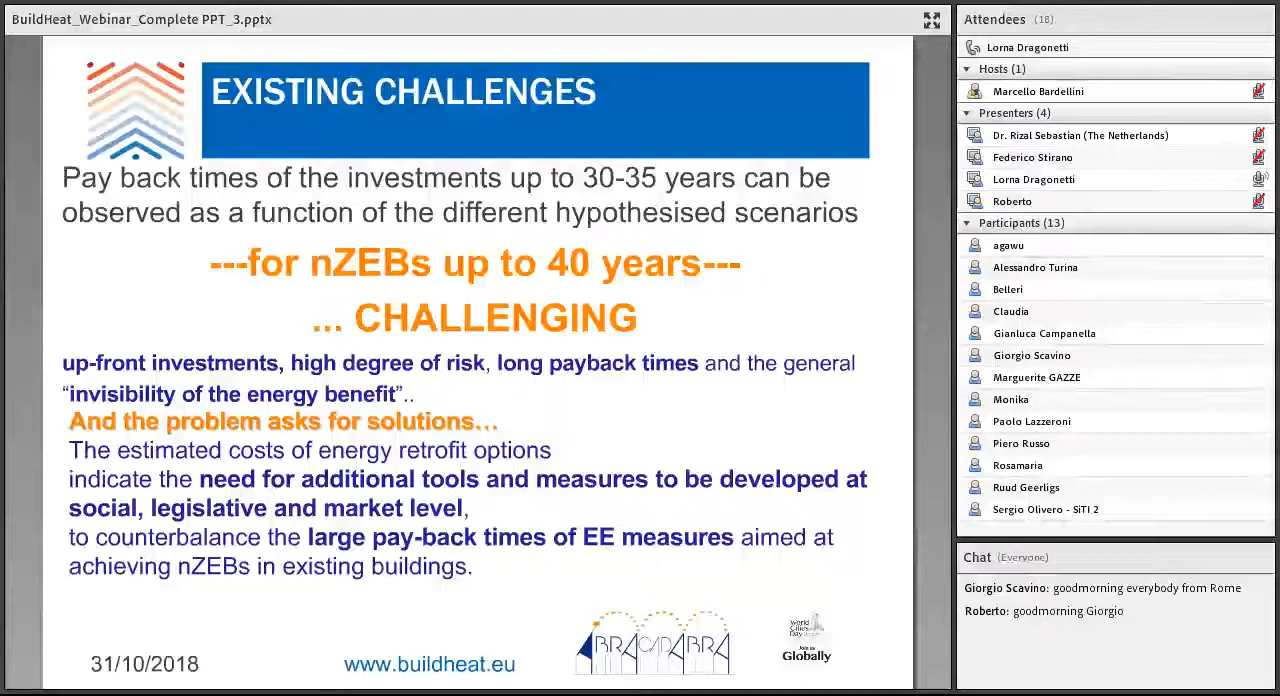 BuildHeat_Webinar_Complete PPT_3.pptx
EXISTING CHALLENGES
Pay back times of the investments up to 30-35 years can be
observed as a function of the different hypothesised scenarios
---for nZEBs up to 40 years---
... CHALLENGING
up-front investments, high degree of risk, long payback times and the general
“invisibility of the energy benefit”..
And the problem asks for solutions...
The estimated costs of energy retrofit options
indicate the need for additional tools and measures to be developed at
social, legislative and market level,
to counterbalance the large pay-back times of EE measures aimed at
achieving nZEBs in existing buildings.
31/10/2018
www.buildheat.eu
ABRACADABRA
World
Cities
Day
Join us
Globally
Attendees (18)
Lorna Dragonetti
Hosts (1)
Marcello Bardellini
Presenters (4)
Dr. Rizal Sebastian (The Netherlands)
Federico Stirano
Lorna Dragonetti
Roberto
Participants (13)
agawu
Alessandro Turina
Belleri
Claudia
Gianluca Campanella
Giorgio Scavino
Marguerite GAZZE
Monika
Paolo Lazzeroni
Piero Russo
Rosamaria
Ruud Geerligs
Sergio Olivero - SiTI 2
Chat (Everyone)
Giorgio Scavino: goodmorning everybody from Rome
Roberto: goodmorning Giorgio